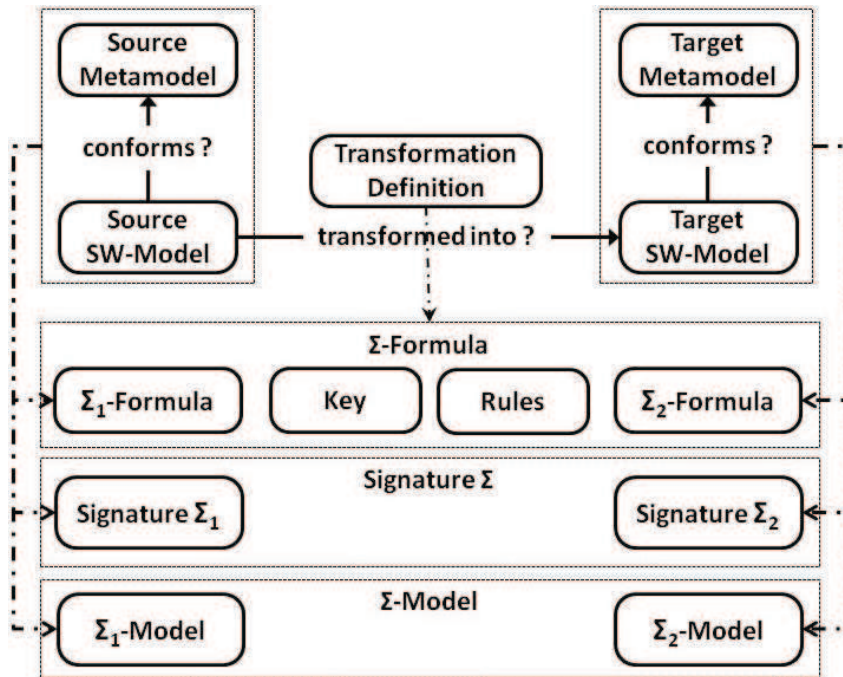 Source
Metamodel
Target
Metamodel
conforms ?
Transformation
Definition
conforms ?
Source
SW-Model
transformed into ?
Target
SW-Model
Σ-Formula
Σ₁-Formula
Key
Rules
Σ₂-Formula
Signature Σ
Signature Σ₁
Signature Σ₂
Σ-Model
Σ₁-Model
Σ₂-Model